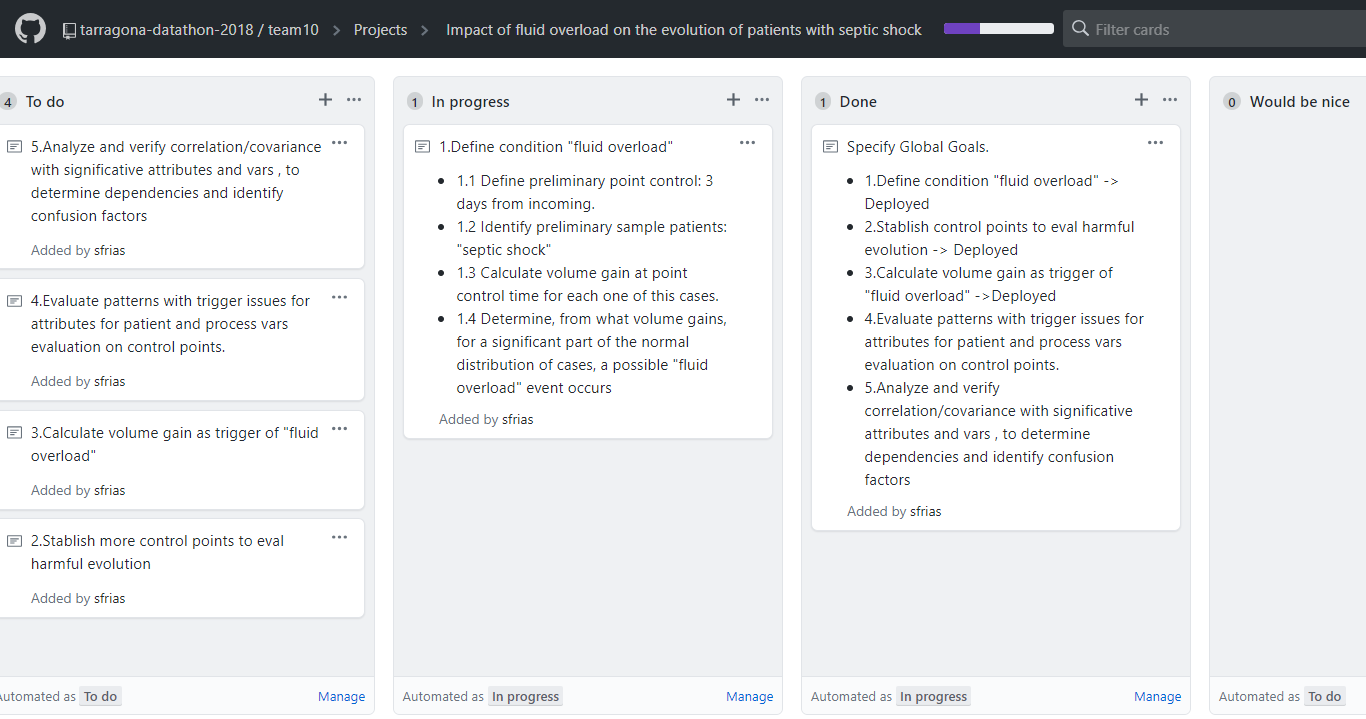 tarragona-datathon-2018 / team10 > Projects > Impact of fluid overload on the evolution of patients with septic shock
Filter cards
4 To do
5.Analyze and verify correlation/covariance
with significative attributes and vars , to
determine dependencies and identify
confusion factors
Added by sfrias
4.Evaluate patterns with trigger issues for
attributes for patient and process vars
evaluation on control points.
Added by sfrias
3.Calculate volume gain as trigger of "fluid
overload"
Added by sfrias
2.Stablish more control points to eval
harmful evolution
Added by sfrias
Automated as To do
Manage
1 In progress
1.Define condition "fluid overload"
• 1.1 Define preliminary point control: 3
days from incoming.
• 1.2 Identify preliminary sample patients:
"septic shock"
• 1.3 Calculate volume gain at point
control time for each one of this cases.
• 1.4 Determine, from what volume gains,
for a significant part of the normal
distribution of cases, a possible "fluid
overload" event occurs
Added by sfrias
Automated as In progress
Manage
1 Done
Specify Global Goals.
• 1.Define condition "fluid overload" ->
Deployed
• 2.Stablish control points to eval harmful
evolution -> Deployed
• 3.Calculate volume gain as trigger of
"fluid overload" ->Deployed
• 4.Evaluate patterns with trigger issues for
attributes for patient and process vars
evaluation on control points.
• 5.Analyze and verify
correlation/covariance with significative
attributes and vars , to determine
dependencies and identify confusion
factors
Added by sfrias
Automated as In progress
Manage
0 Would be nice
Automated as To do